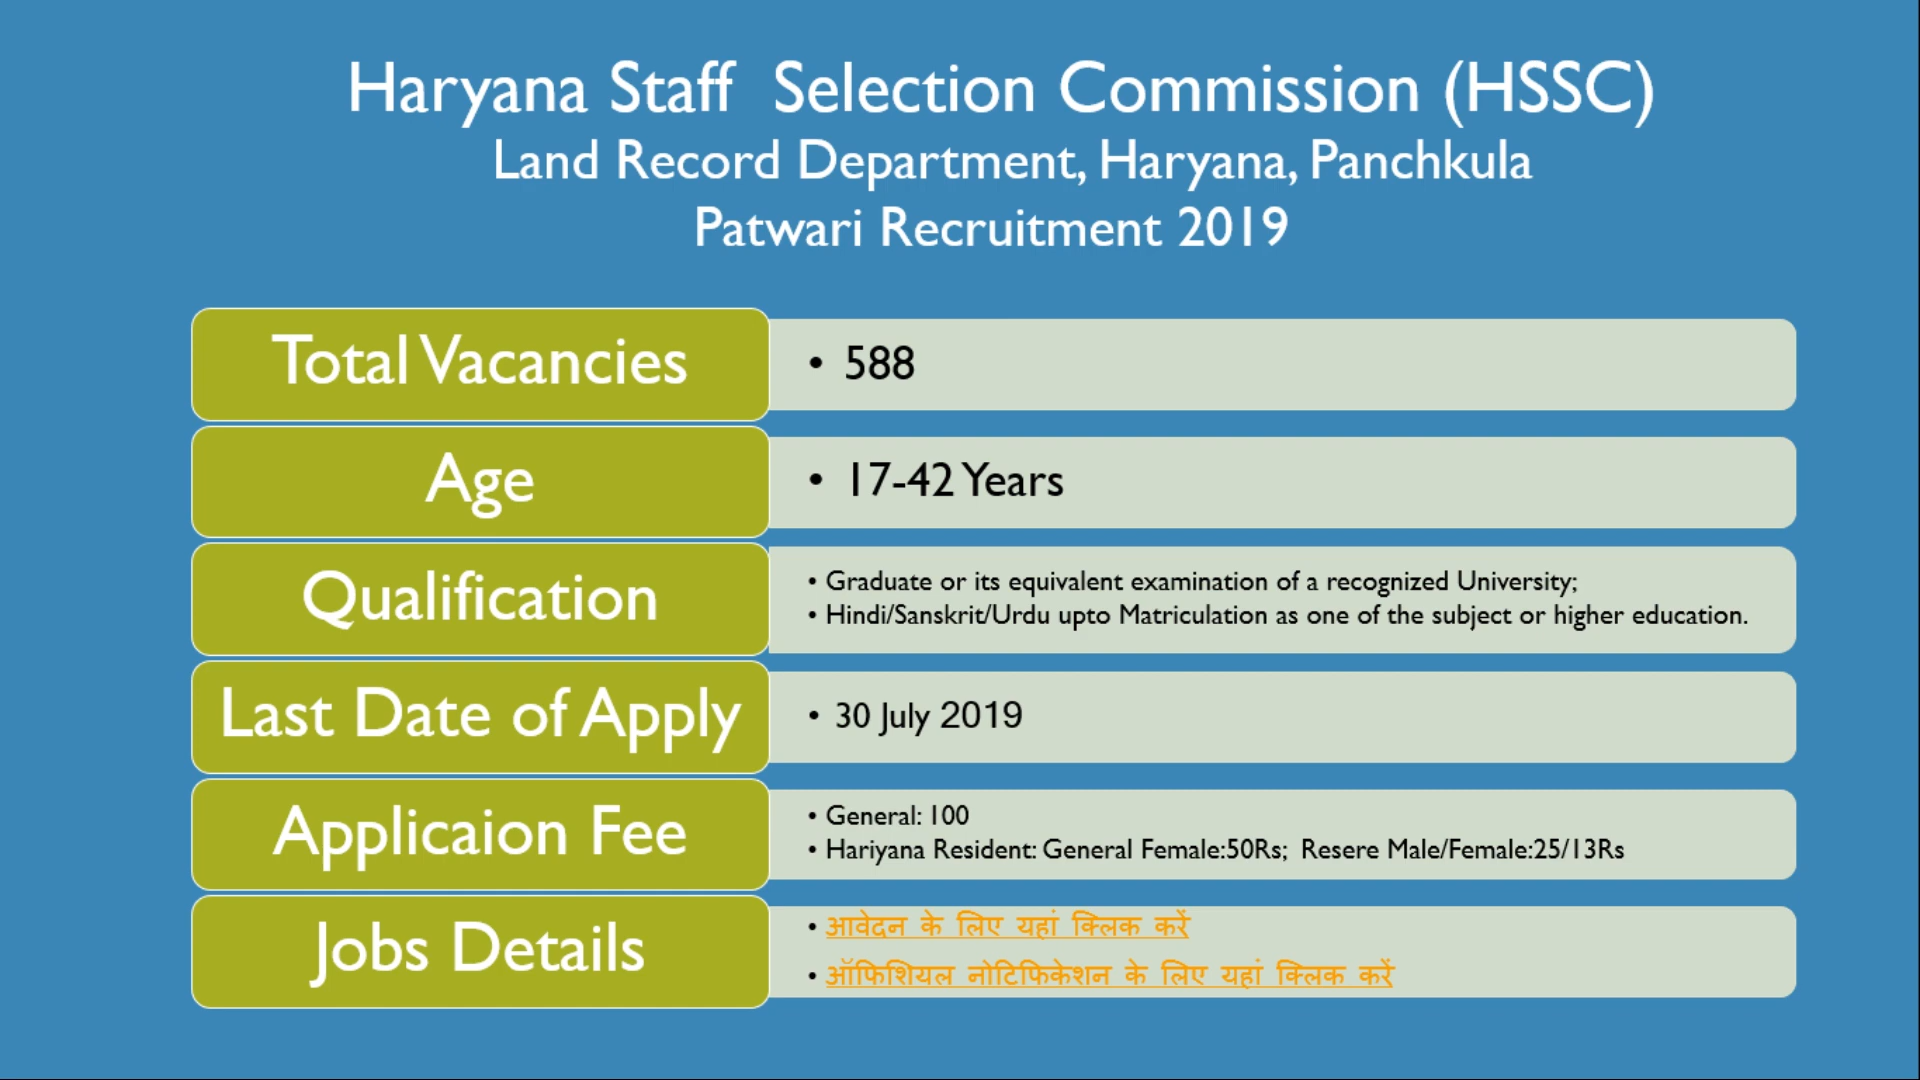 Haryana Staff Selection Commission (HSSC)
Land Record Department, Haryana, Panchkula
Patwari Recruitment 2019
Total Vacancies
• 588
Age
• 17-42 Years
Qualification
• Graduate or its equivalent examination of a recognized University;
• Hindi/Sanskrit/Urdu upto Matriculation as one of the subject or higher education.
Last Date of Apply
• 30 July 2019
Applicaion Fee
• General: 100
• Hariyana Resident: General Female:50Rs; Resere Male/Female:25/13Rs
Jobs Details
• आवेदन के लिए यहां क्लिक करें
• ऑफिशियल नोटिफिकेशन के लिए यहां क्लिक करें